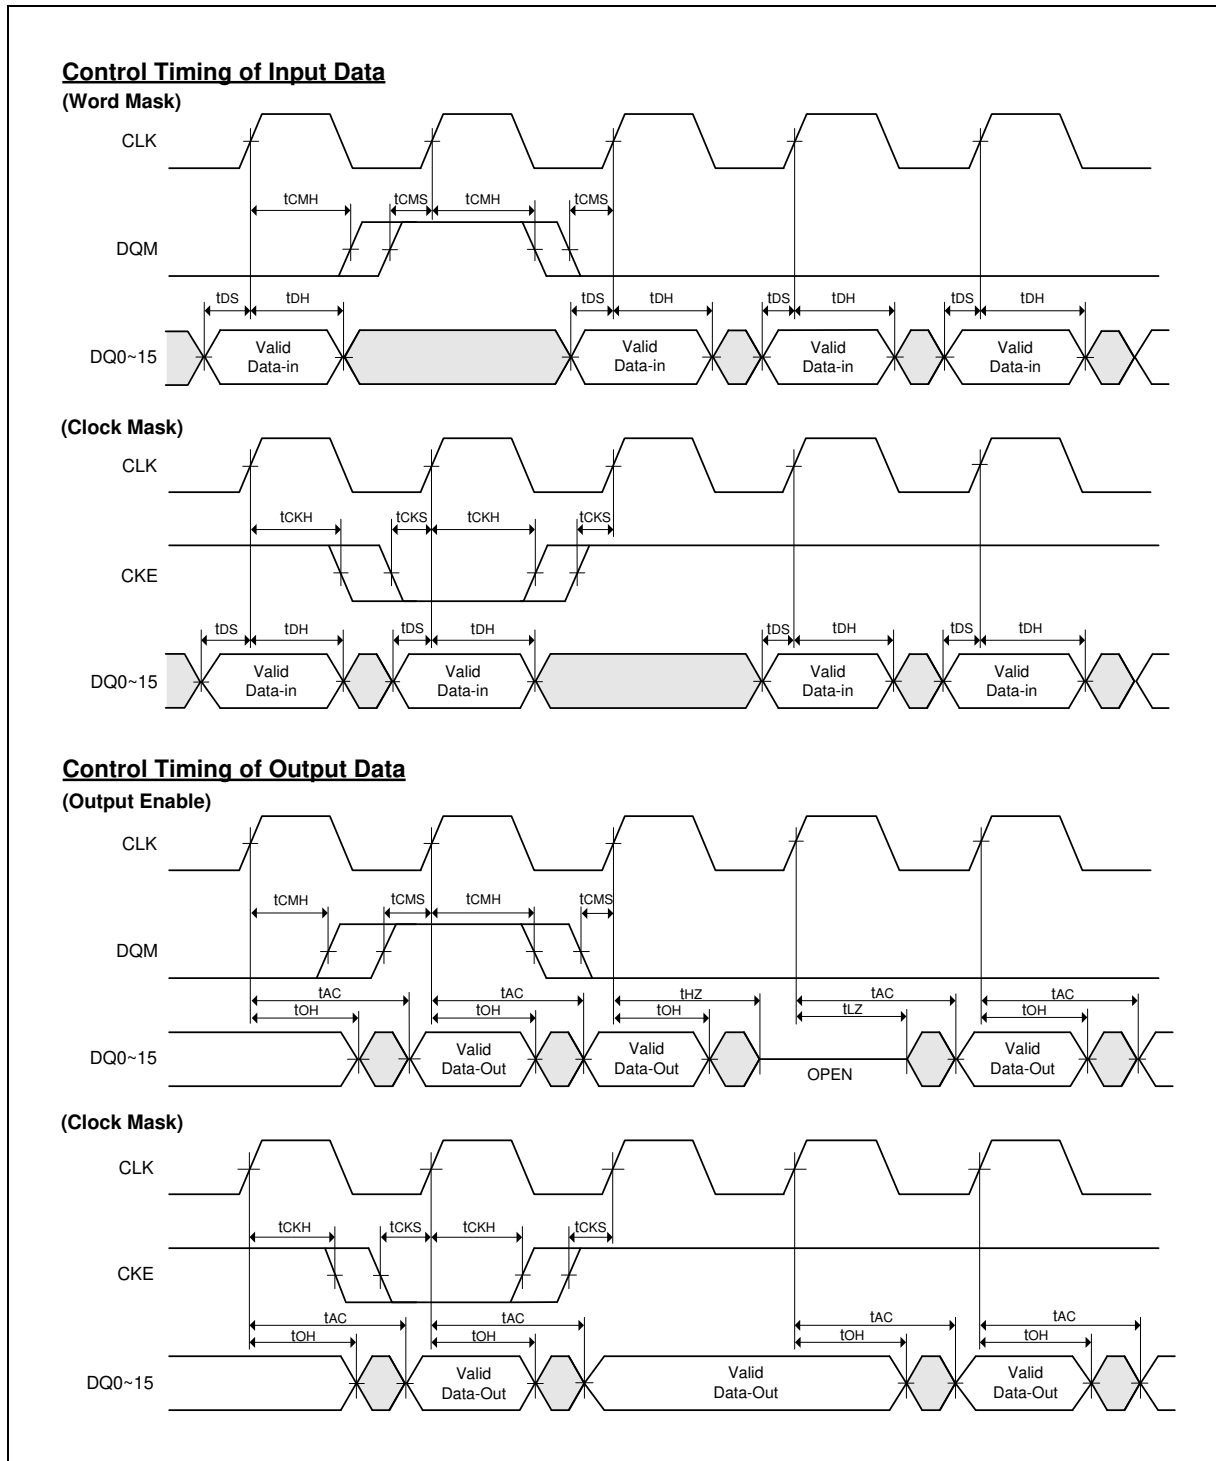 Control Timing of Input Data
(Word Mask)
CLK
tCMH tCMS tCMH tCMS
DQM
tDS tDH tDS tDH tDS tDH tDS tDH
DQ0~15
Valid Data-in
Valid Data-in
Valid Data-in
Valid Data-in
(Clock Mask)
CLK
tCKH tCKS tCKH tCKS
CKE
tDS tDH tDS tDH tDS tDH tDS tDH
DQ0~15
Valid Data-in
Valid Data-in
Valid Data-in
Valid Data-in
Control Timing of Output Data
(Output Enable)
CLK
tCMH tCMS tCMH tCMS
DQM
tAC tAC tHZ tAC tAC
tOH tOH tOH tLZ tOH
DQ0~15
Valid Data-Out
Valid Data-Out
OPEN
Valid Data-Out
(Clock Mask)
CLK
tCKH tCKS tCKH tCKS
CKE
tAC tAC tAC tAC
tOH tOH tOH tOH
DQ0~15
Valid Data-Out
Valid Data-Out
Valid Data-Out